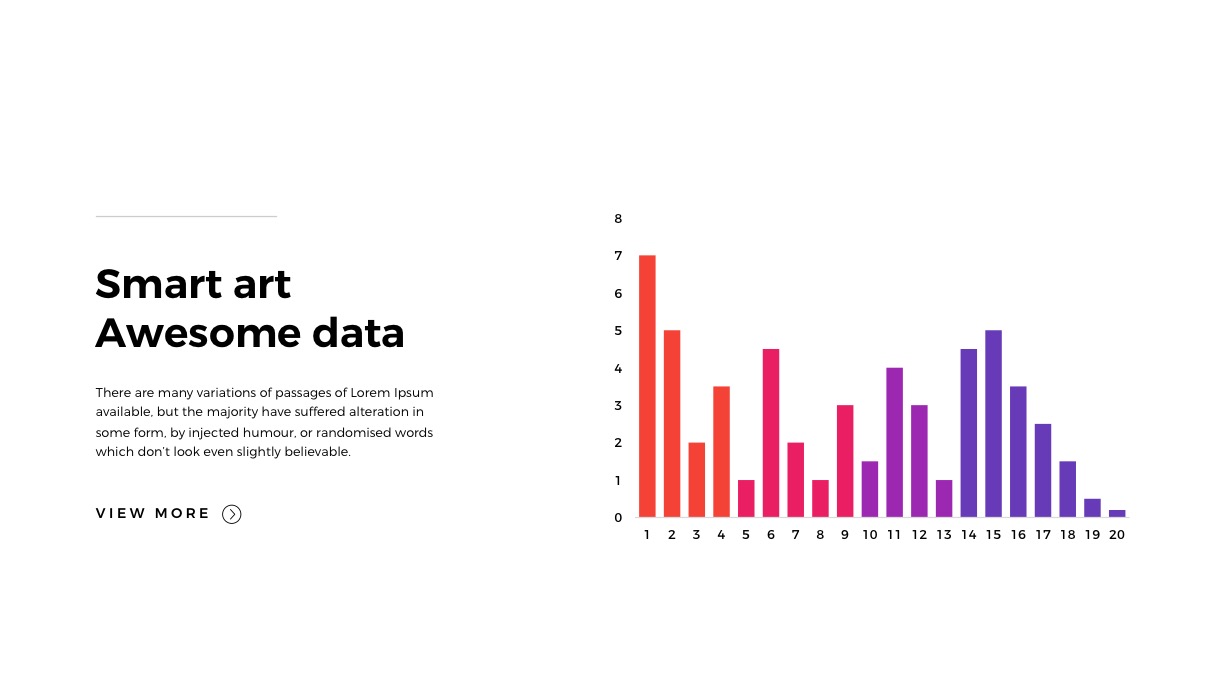 Smart art
Awesome data
There are many variations of passages of Lorem Ipsum
available, but the majority have suffered alteration in
some form, by injected humour, or randomised words
which don't look even slightly believable.
VIEW MORE
8
7
6
5
4
3
2
1
0
1 2 3 4 5 6 7 8 9 10 11 12 13 14 15 16 17 18 19 20